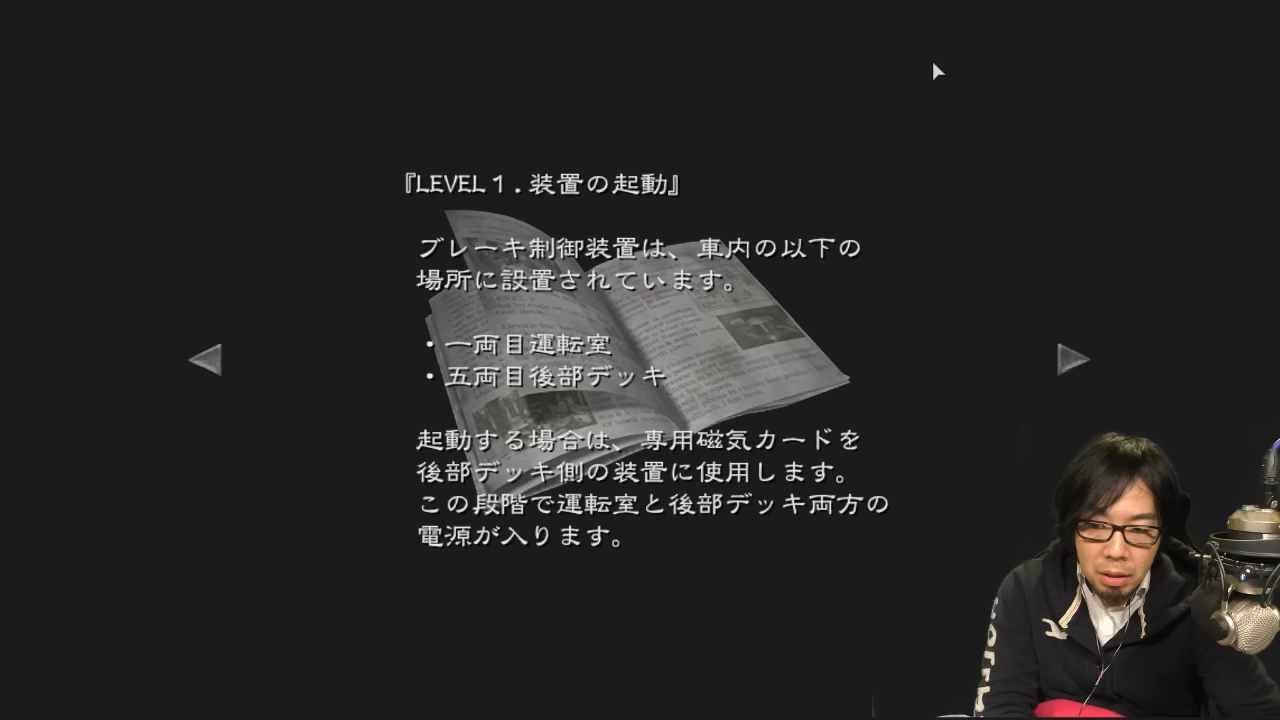 『LEVEL１.装置の起動』
ブレーキ制御装置は、車内の以下の
場所に設置されています。
・一両目運転室
・五両目後部デッキ
起動する場合は、専用磁気カードを
後部デッキ側の装置に使用します。
この段階で運転室と後部デッキ両方の
電源が入ります。